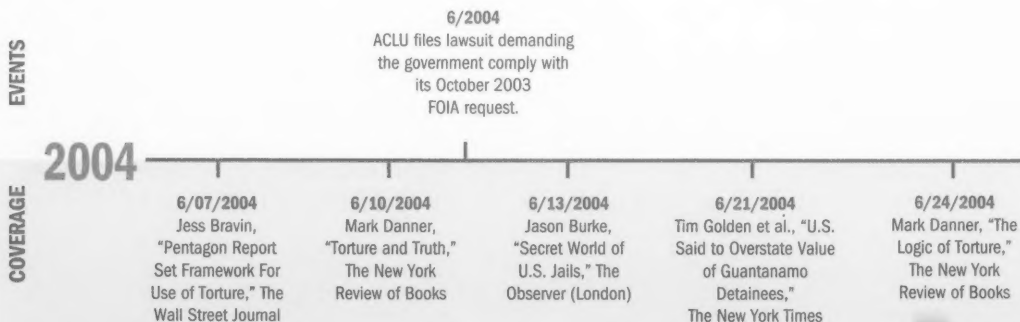 EVENTS
6/2004
ACLU files lawsuit demanding
the government comply with
its October 2003
FOIA request.
2004
COVERAGE
6/07/2004
Jess Bravin,
"Pentagon Report
Set Framework For
Use of Torture," The
Wall Street Journal
6/10/2004
Mark Danner,
"Torture and Truth,"
The New York
Review of Books
6/13/2004
Jason Burke,
"Secret World of
U.S. Jails," The
Observer (London)
6/21/2004
Tim Golden et al., "U.S.
Said to Overstate Value
of Guantanamo
Detainees,"
The New York Times
6/24/2004
Mark Danner, "The
Logic of Torture,"
The New York
Review of Books